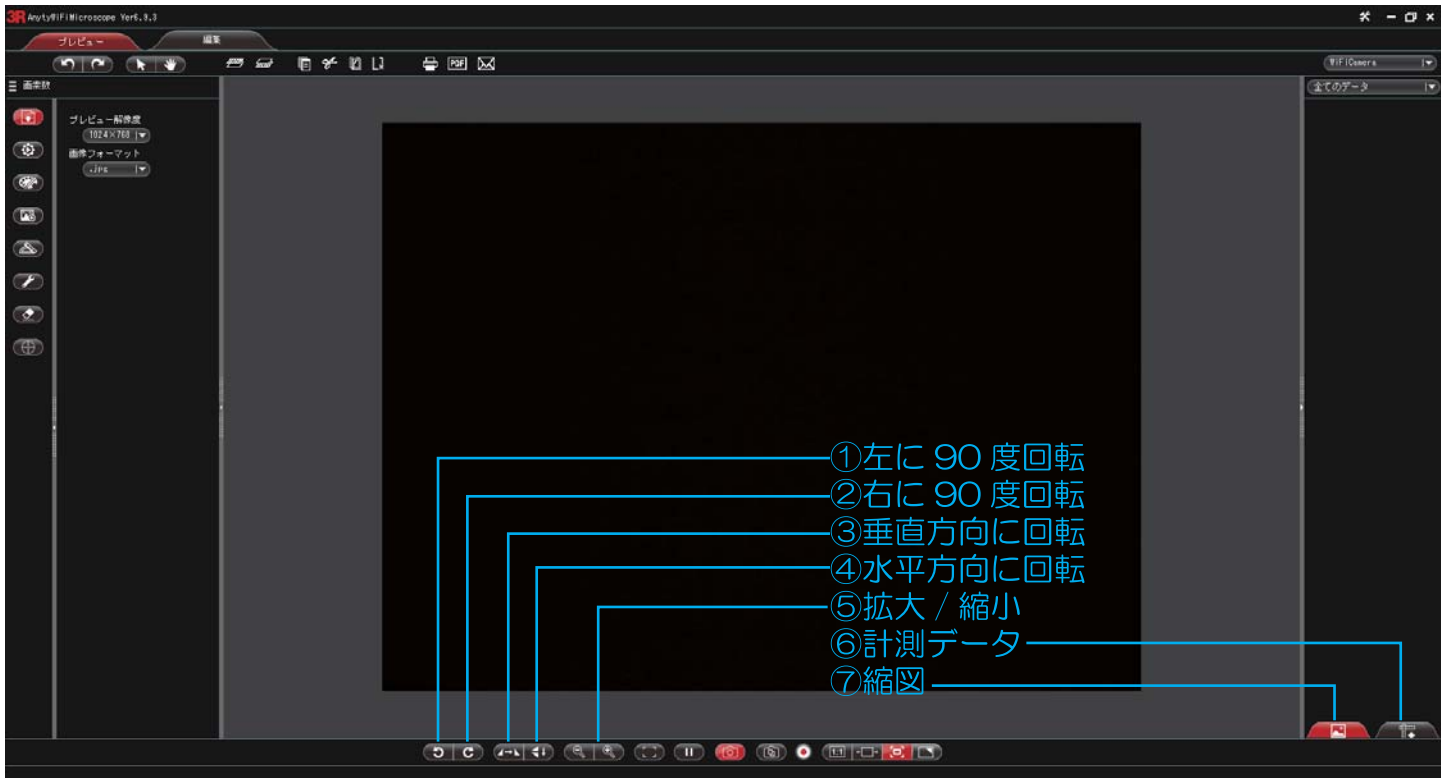 3R AnytyWiFiMicroscope Ver6.8.3
プレビュー 編集
PDF
WiFiCamera
画素数
全てのデータ
プレビュー解像度
1024×768
画像フォーマット
.jpg
①左に 90 度回転
②右に 90 度回転
③垂直方向に回転
④水平方向に回転
⑤拡大 / 縮小
⑥計測データ
⑦縮図
1:1